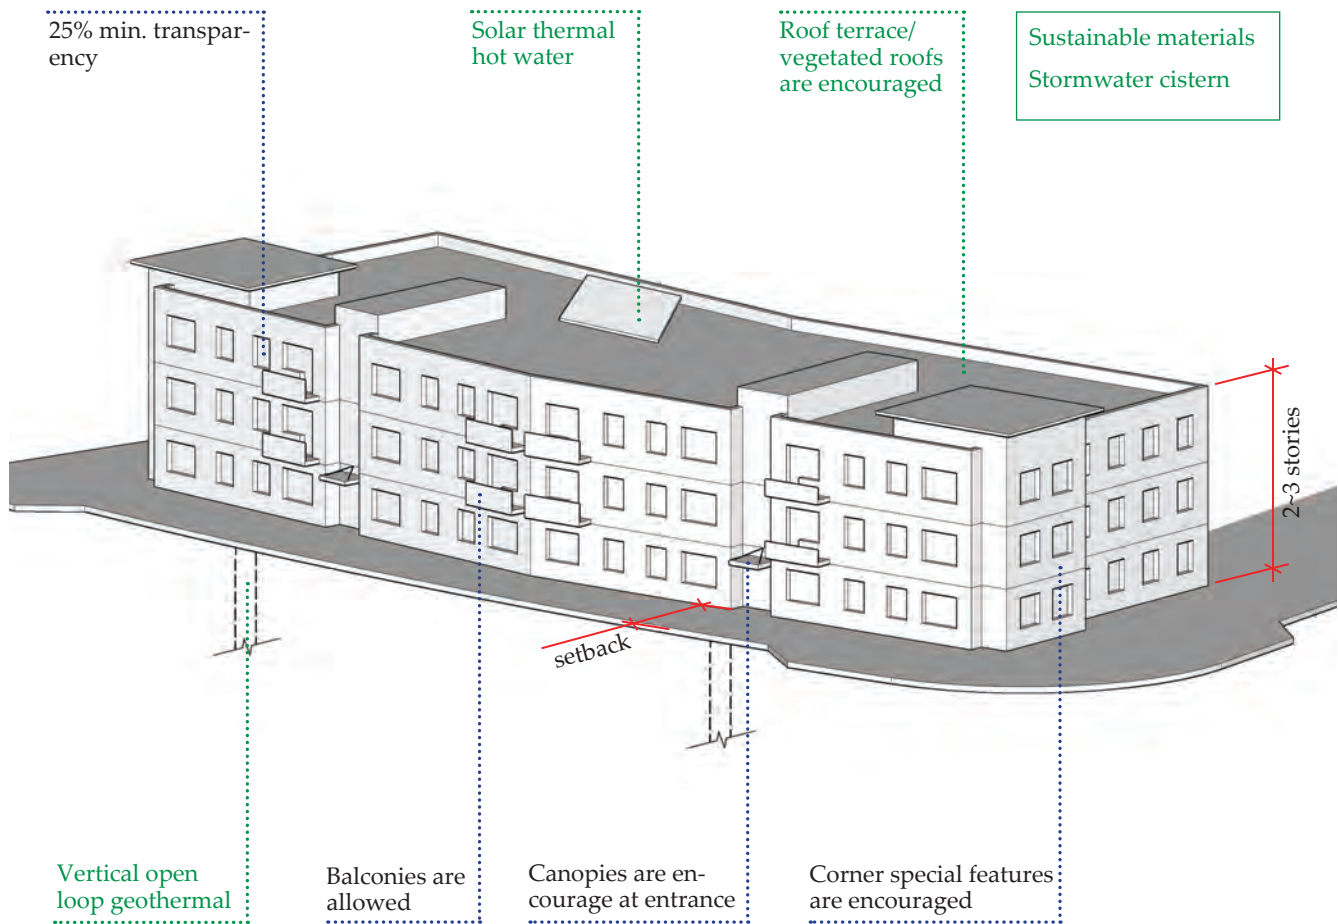 25% min. transpar-
ency
Solar thermal
hot water
Roof terrace/
vegetated roofs
are encouraged
Sustainable materials
Stormwater cistern
2~3 stories
setback
Vertical open
loop geothermal
Balconies are
allowed
Canopies are en-
courage at entrance
Corner special features
are encouraged